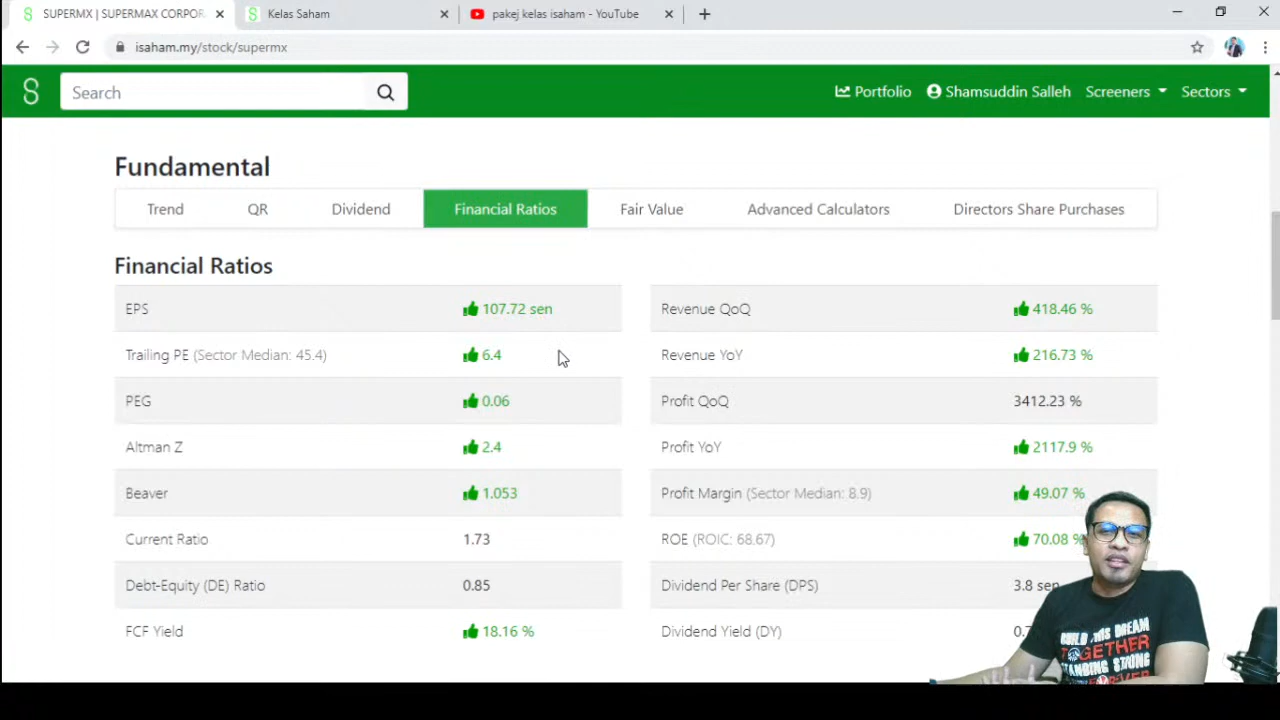 SUPERMX | SUPERMAX CORPOR
Kelas Saham
pakej kelas isaham - YouTube
isaham.my/stock/supermx
Search
Portfolio
Shamsuddin Salleh
Screeners
Sectors
Fundamental
Trend
QR
Dividend
Financial Ratios
Fair Value
Advanced Calculators
Directors Share Purchases
Financial Ratios
EPS 107.72 sen
Revenue QoQ 418.46 %
Trailing PE (Sector Median: 45.4) 6.4
Revenue YoY 216.73 %
PEG 0.06
Profit QoQ 3412.23 %
Altman Z 2.4
Profit YoY 2117.9 %
Beaver 1.053
Profit Margin (Sector Median: 8.9) 49.07 %
Current Ratio 1.73
ROE (ROIC: 68.67) 70.08 %
Debt-Equity (DE) Ratio 0.85
Dividend Per Share (DPS) 3.8 sen
FCF Yield 18.16 %
Dividend Yield (DY)
THIS DREAM
TOGETHER
STANDING STRONG